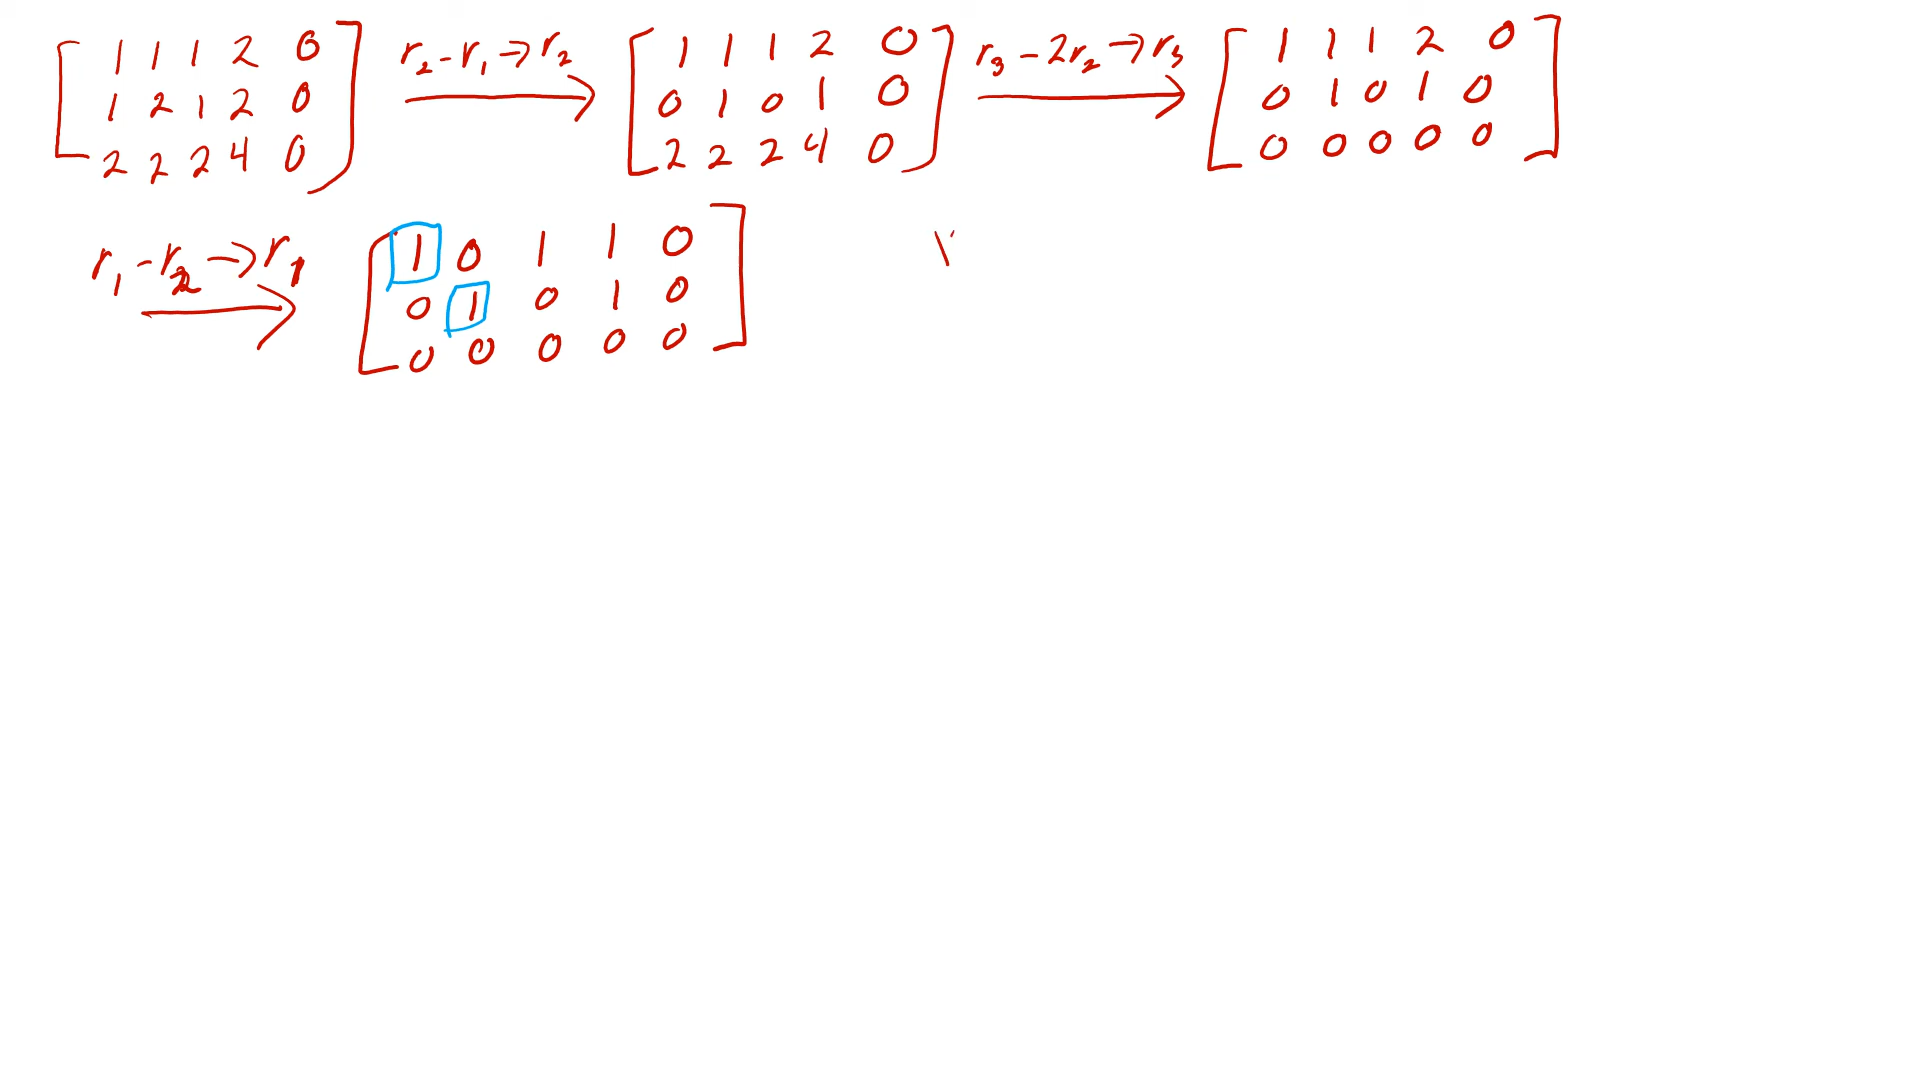 [ 1 1 1 2 0 ] r₂ - r₁ → r₂ [ 1 1 1 2 0 ] r₃ - 2r₂ → r₃ [ 1 1 1 2 0 ]
[ 1 2 1 2 0 ] [ 0 1 0 1 0 ] [ 0 1 0 1 0 ]
[ 2 2 2 4 0 ] [ 2 2 2 4 0 ] [ 0 0 0 0 0 ]
r₁ - r₂ → r₁ [ 1 0 1 1 0 ]
[ 0 1 0 1 0 ]
[ 0 0 0 0 0 ]